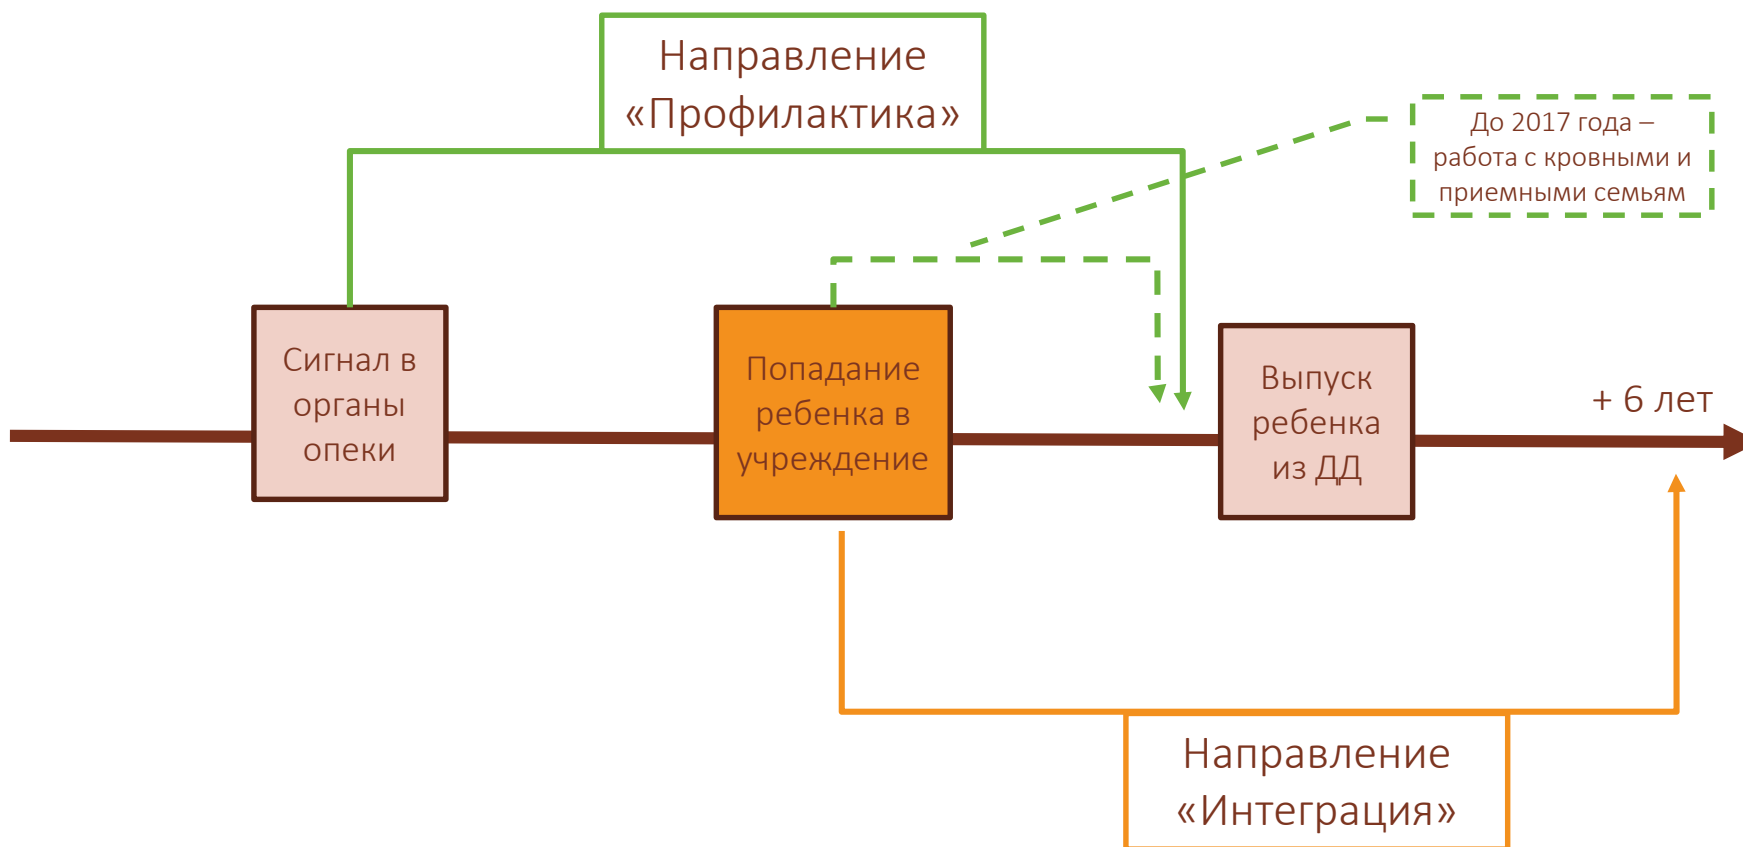 Направление
«Профилактика»
До 2017 года –
работа с кровными и
приемными семьям
Сигнал в
органы
опеки
Попадание
ребенка в
учреждение
Выпуск
ребенка
из ДД
+ 6 лет
Направление
«Интеграция»